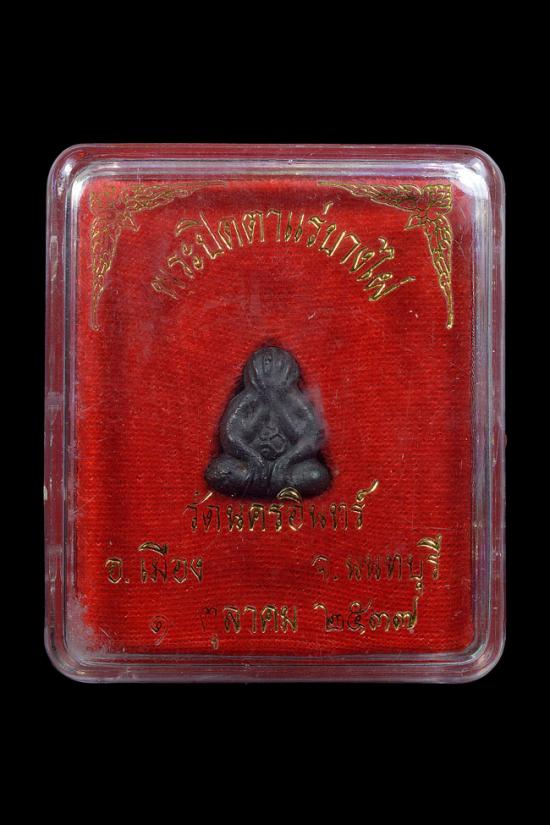 พระปิดตาแร่บางไผ่
วัดนครอินทร์
อ.เมือง จ.นนทบุรี
๑ ตุลาคม ๒๕๓๗